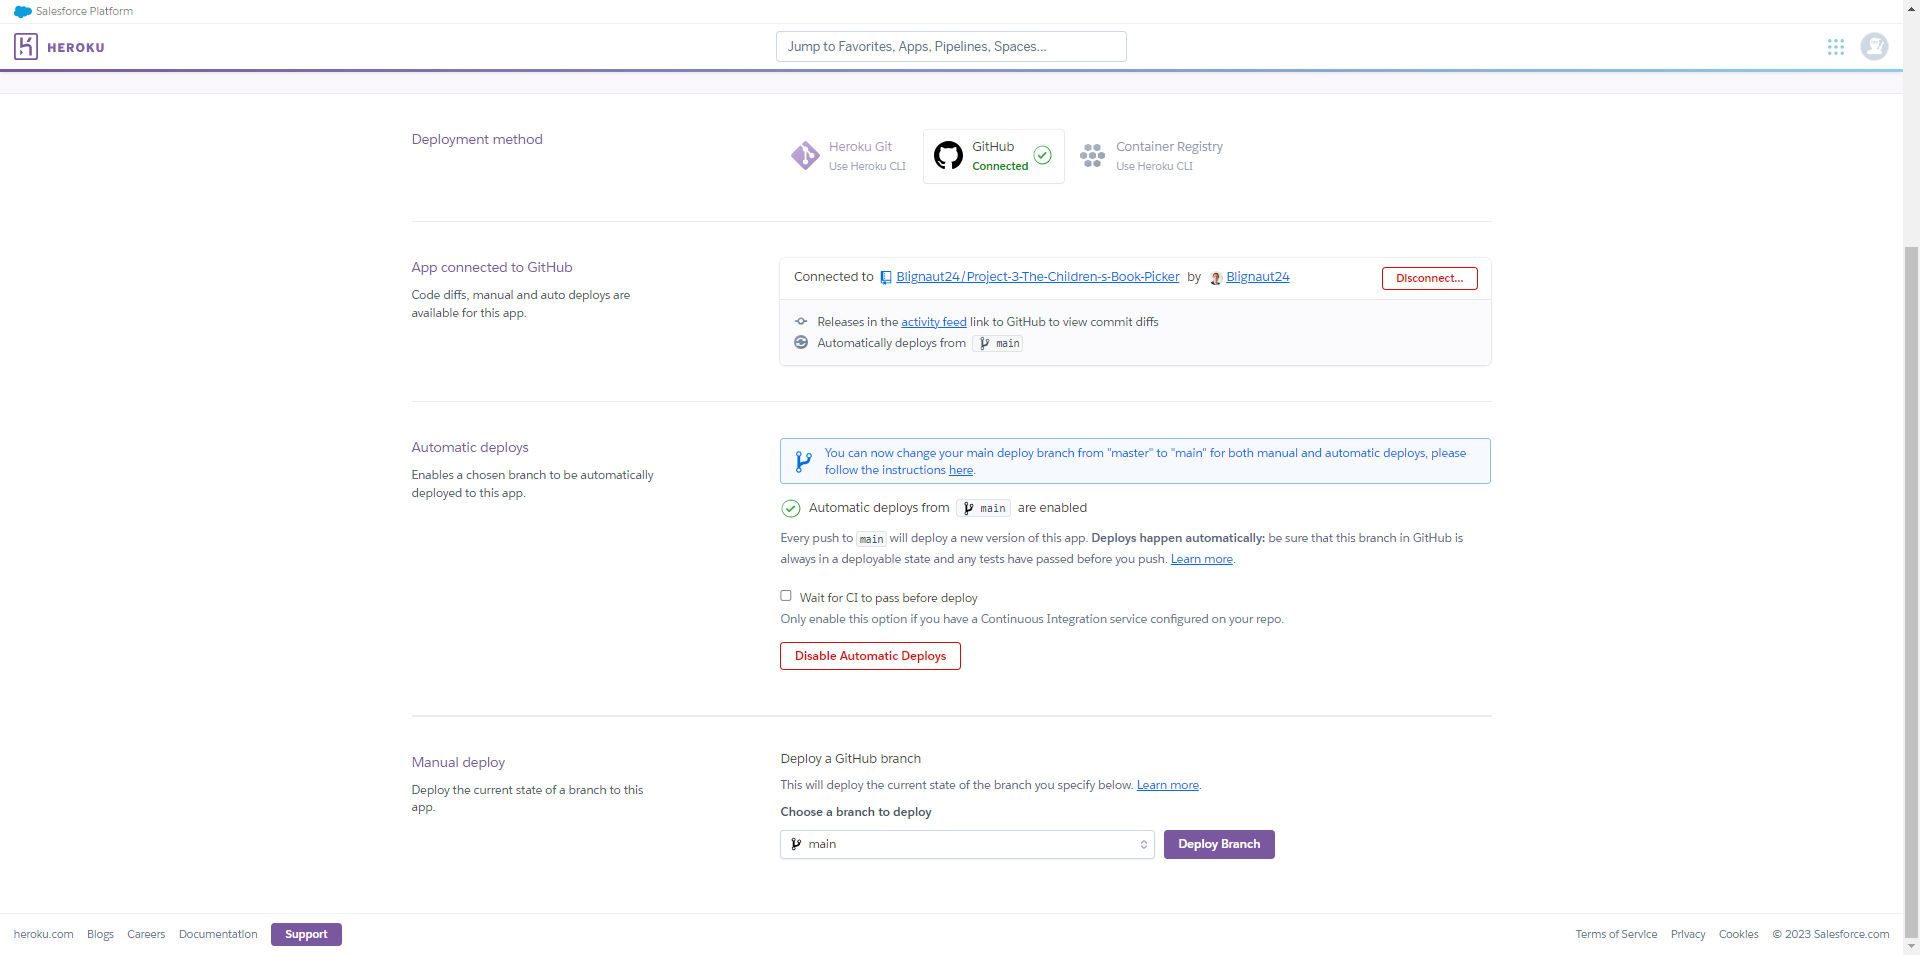 Salesforce Platform
HEROKU
Jump to Favorites, Apps, Pipelines, Spaces...
Deployment method
Heroku Git
Use Heroku CLI
GitHub
Connected
Container Registry
Use Heroku CLI
App connected to GitHub
Code diffs, manual and auto deploys are
available for this app.
Connected to Blignaut24/Project-3-The-Children-s-Book-Picker by Blignaut24
Disconnect...
Releases in the activity feed link to GitHub to view commit diffs
Automatically deploys from main
Automatic deploys
Enables a chosen branch to be automatically
deployed to this app.
You can now change your main deploy branch from "master" to "main" for both manual and automatic deploys, please
follow the instructions here.
Automatic deploys from main are enabled
Every push to main will deploy a new version of this app. Deploys happen automatically: be sure that this branch in GitHub is
always in a deployable state and any tests have passed before you push. Learn more.
Wait for CI to pass before deploy
Only enable this option if you have a Continuous Integration service configured on your repo.
Disable Automatic Deploys
Manual deploy
Deploy the current state of a branch to this
app.
Deploy a GitHub branch
This will deploy the current state of the branch you specify below. Learn more.
Choose a branch to deploy
main
Deploy Branch
heroku.com Blogs Careers Documentation Support
Terms of Service Privacy Cookies © 2023 Salesforce.com